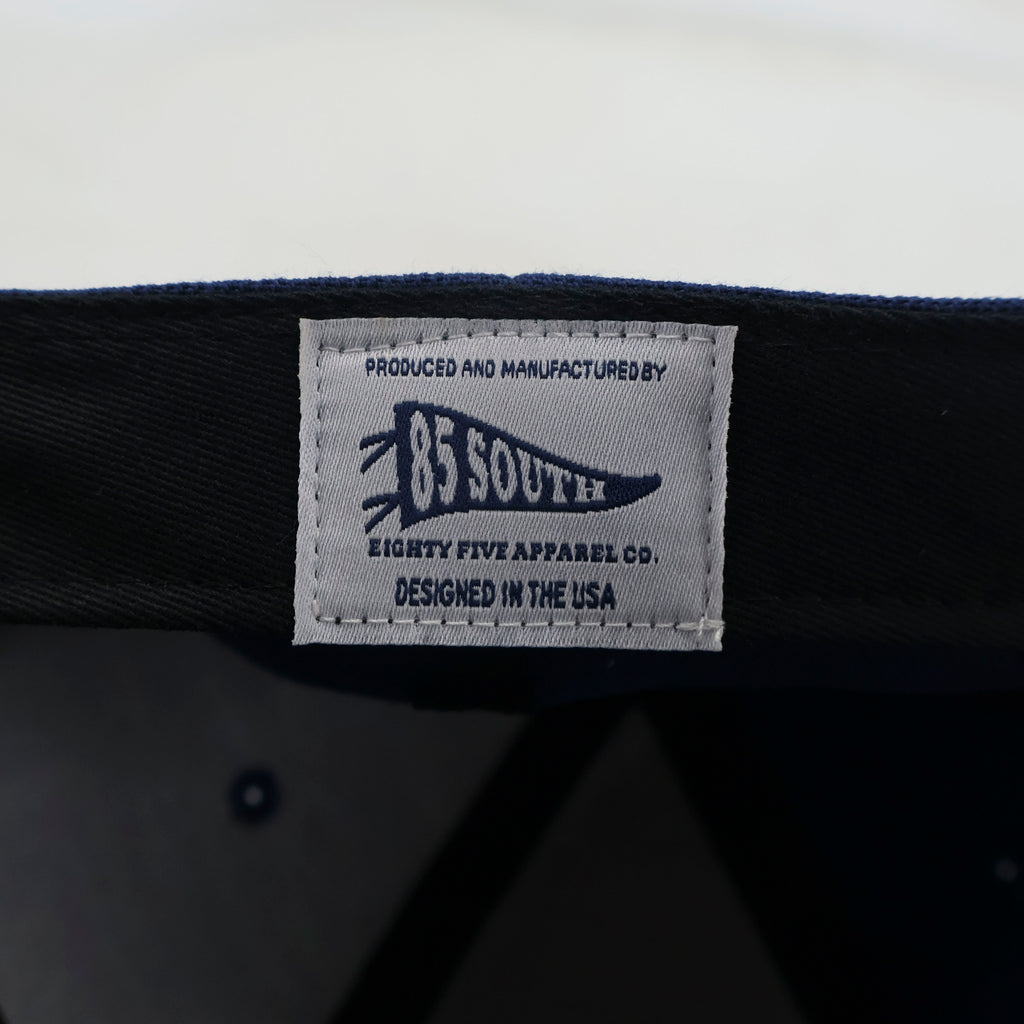 PRODUCED AND MANUFACTURED BY
85 SOUTH
EIGHTY FIVE APPAREL CO.
DESIGNED IN THE USA